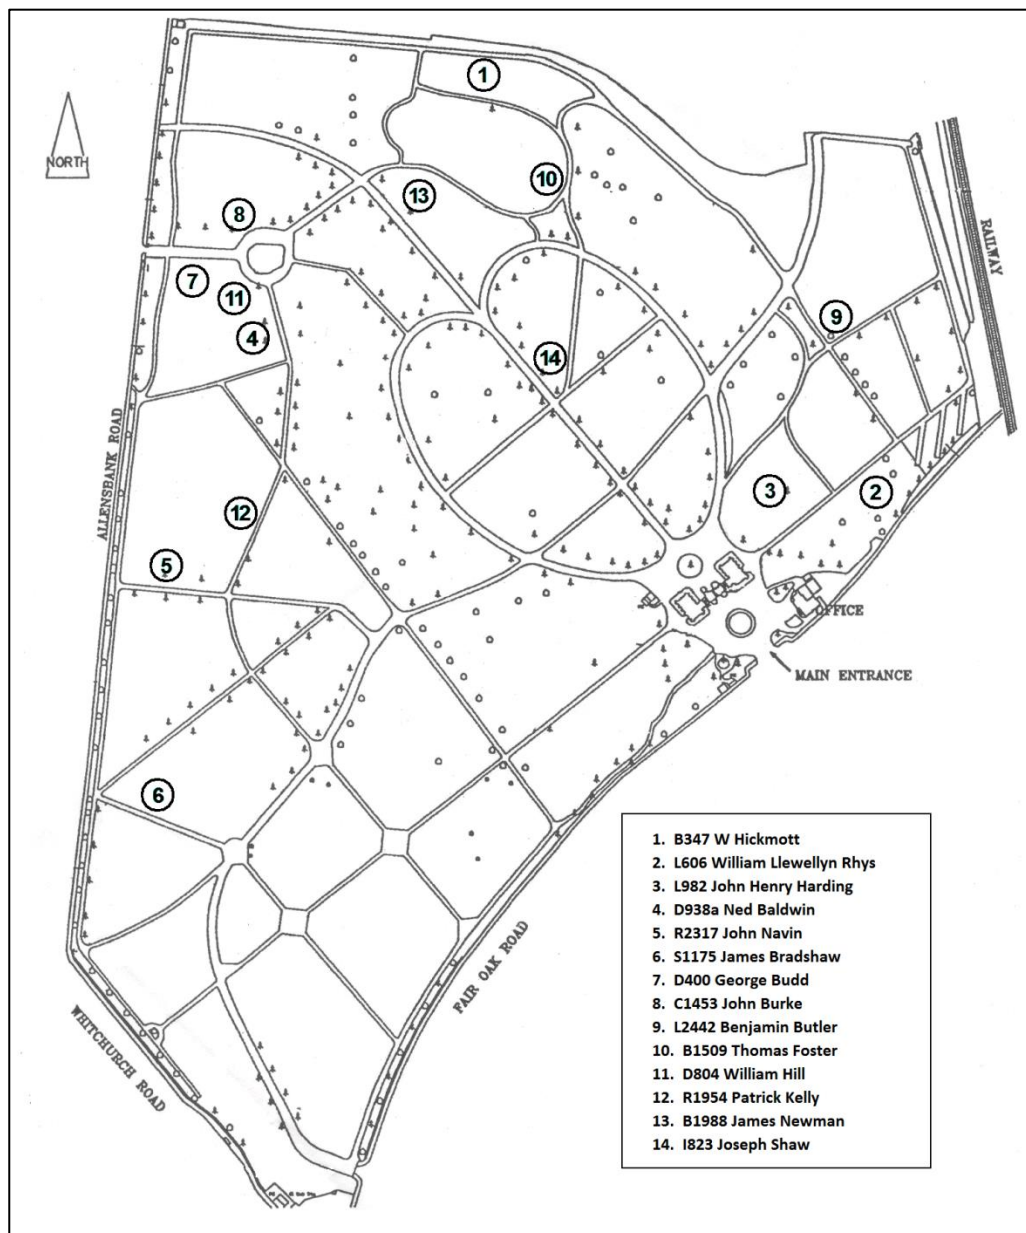 1
10
NORTH
13
8
RAILWAY
7
11
9
4
14
ALLENSBANK ROAD
3
2
12
5
OFFICE
MAIN ENTRANCE
6
1. B347 W Hickmott
2. L606 William Llewellyn Rhys
3. L982 John Henry Harding
4. D938a Ned Baldwin
5. R2317 John Navin
6. S1175 James Bradshaw
7. D400 George Budd
8. C1453 John Burke
9. L2442 Benjamin Butler
10. B1509 Thomas Foster
11. D804 William Hill
12. R1954 Patrick Kelly
13. B1988 James Newman
14. I823 Joseph Shaw
FAIR OAK ROAD
WHITCHURCH ROAD